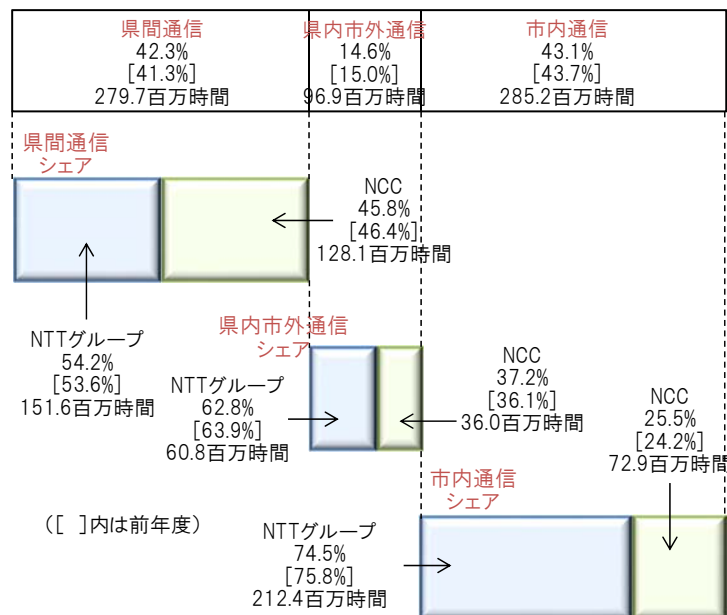 県間通信
42.3%
[41.3%]
279.7百万時間
県内市外通信
14.6%
[15.0%]
96.9百万時間
市内通信
43.1%
[43.7%]
285.2百万時間
県間通信
シェア
NCC
45.8%
[46.4%]
128.1百万時間
NTTグループ
54.2%
[53.6%]
151.6百万時間
県内市外通信
シェア
NTTグループ
62.8%
[63.9%]
60.8百万時間
NCC
37.2%
[36.1%]
36.0百万時間
NCC
25.5%
[24.2%]
72.9百万時間
市内通信
シェア
([ ]内は前年度)
NTTグループ
74.5%
[75.8%]
212.4百万時間